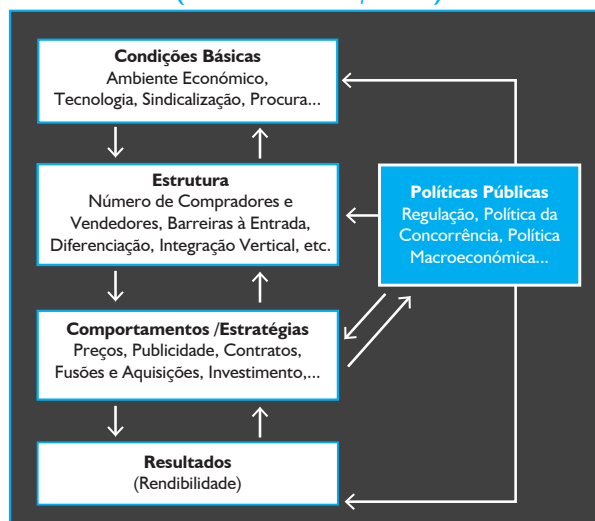 Condições Básicas
Ambiente Económico,
Tecnologia, Sindicalização, Procura...
Estrutura
Número de Compradores e
Vendedores, Barreiras à Entrada,
Diferenciação, Integração Vertical, etc.
Políticas Públicas
Regulação, Política da
Concorrência, Política
Macroeconómica...
Comportamentos /Estratégias
Preços, Publicidade, Contratos,
Fusões e Aquisições, Investimento,...
Resultados
(Rendibilidade)